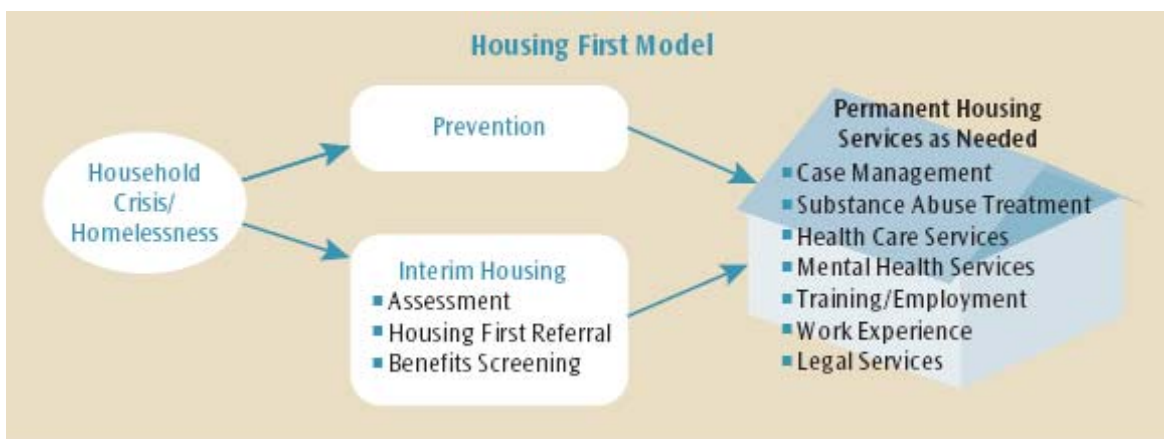 Housing First Model
Household
Crisis/
Homelessness
Prevention
Interim Housing
▪ Assessment
▪ Housing First Referral
▪ Benefits Screening
Permanent Housing
Services as Needed
▪ Case Management
▪ Substance Abuse Treatment
▪ Health Care Services
▪ Mental Health Services
▪ Training/Employment
▪ Work Experience
▪ Legal Services